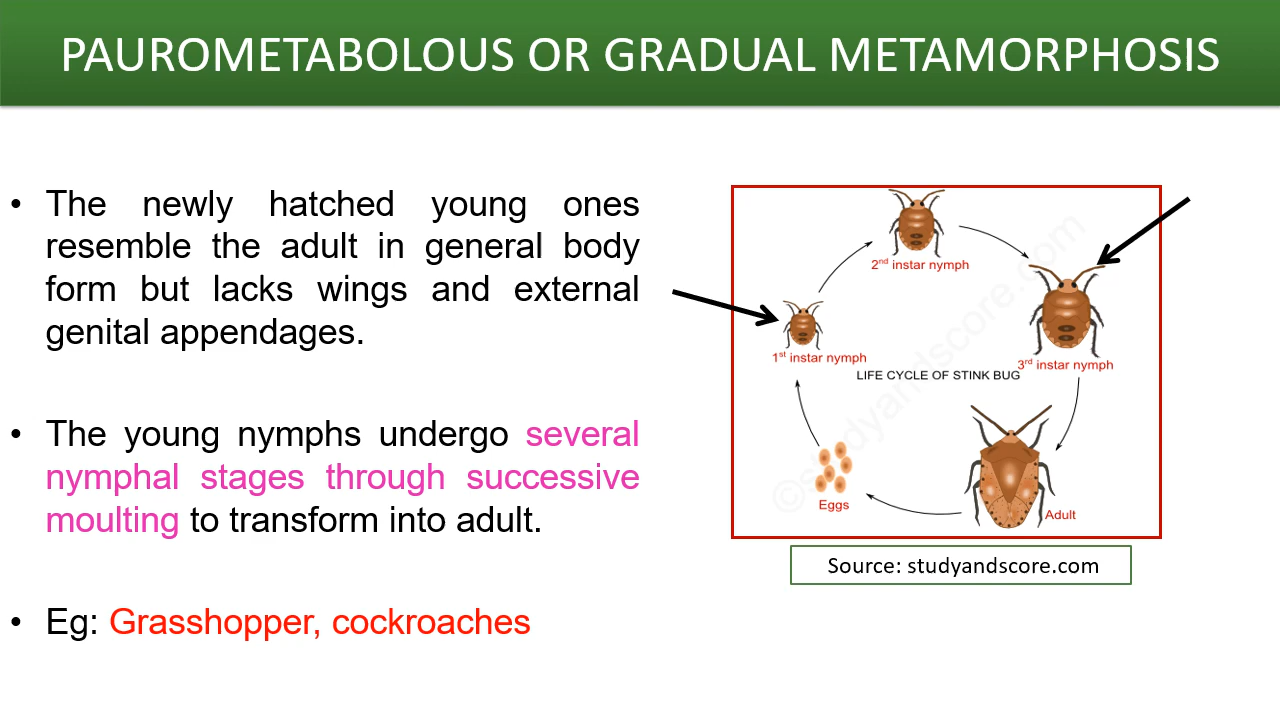 PAUROMETABOLOUS OR GRADUAL METAMORPHOSIS
• The newly hatched young ones
resemble the adult in general body
form but lacks wings and external
genital appendages.
• The young nymphs undergo several
nymphal stages through successive
moulting to transform into adult.
• Eg: Grasshopper, cockroaches
2nd instar nymph
1st instar nymph
3rd instar nymph
LIFE CYCLE OF STINK BUG
Eggs
Adult
©studyandscore.com
Source: studyandscore.com